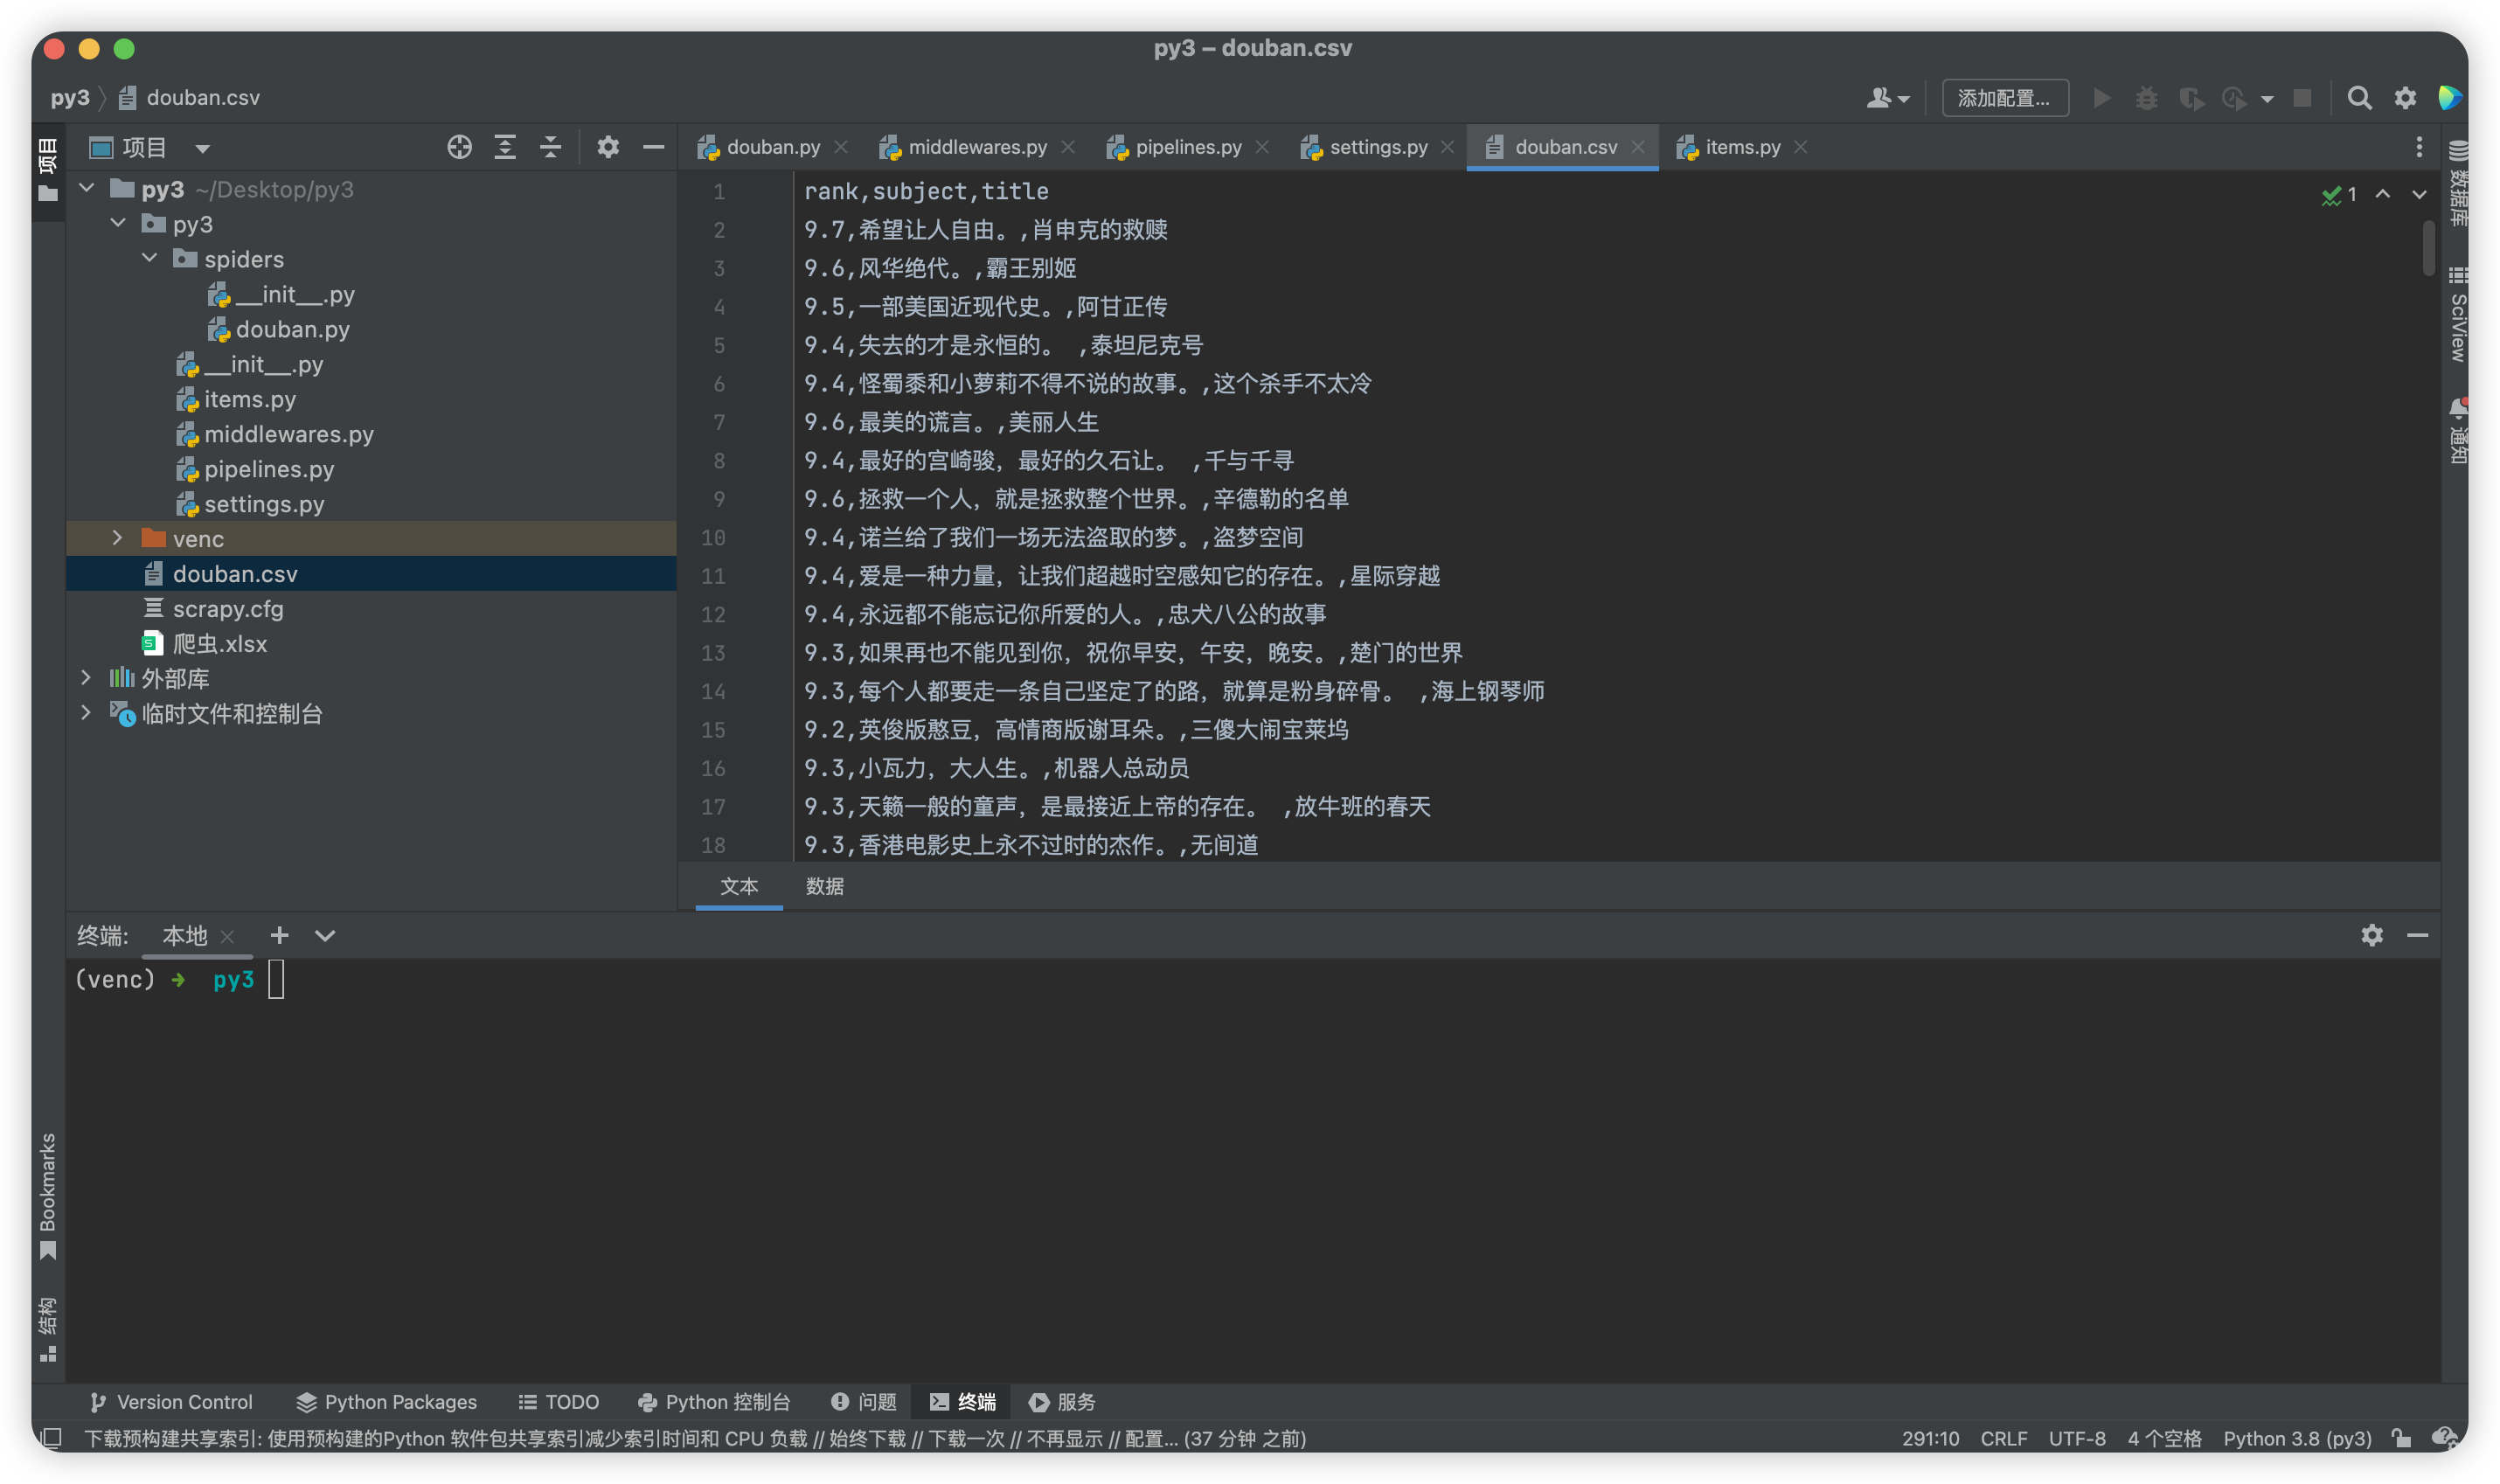 py3 – douban.csv
py3 douban.csv
添加配置...
项目
项目
douban.py
middlewares.py
pipelines.py
settings.py
douban.csv
items.py
py3 ~/Desktop/py3
py3
spiders
__init__.py
douban.py
__init__.py
items.py
middlewares.py
pipelines.py
settings.py
venc
douban.csv
scrapy.cfg
爬虫.xlsx
外部库
临时文件和控制台
1 rank,subject,title
2 9.7,希望让人自由。,肖申克的救赎
3 9.6,风华绝代。,霸王别姬
4 9.5,一部美国近现代史。,阿甘正传
5 9.4,失去的才是永恒的。 ,泰坦尼克号
6 9.4,怪蜀黍和小萝莉不得不说的故事。,这个杀手不太冷
7 9.6,最美的谎言。,美丽人生
8 9.4,最好的宫崎骏，最好的久石让。 ,千与千寻
9 9.6,拯救一个人，就是拯救整个世界。,辛德勒的名单
10 9.4,诺兰给了我们一场无法盗取的梦。,盗梦空间
11 9.4,爱是一种力量，让我们超越时空感知它的存在。,星际穿越
12 9.4,永远都不能忘记你所爱的人。,忠犬八公的故事
13 9.3,如果再也不能见到你，祝你早安，午安，晚安。,楚门的世界
14 9.3,每个人都要走一条自己坚定了的路，就算是粉身碎骨。 ,海上钢琴师
15 9.2,英俊版憨豆，高情商版谢耳朵。,三傻大闹宝莱坞
16 9.3,小瓦力，大人生。,机器人总动员
17 9.3,天籁一般的童声，是最接近上帝的存在。 ,放牛班的春天
18 9.3,香港电影史上永不过时的杰作。,无间道
1
数据库
SciView
通知
文本 数据
终端: 本地
(venc) ➜ py3
Bookmarks
结构
Version Control
Python Packages
TODO
Python 控制台
问题
终端
服务
下载预构建共享索引: 使用预构建的Python 软件包共享索引减少索引时间和 CPU 负载 // 始终下载 // 下载一次 // 不再显示 // 配置... (37 分钟 之前)
291:10 CRLF UTF-8 4 个空格 Python 3.8 (py3)